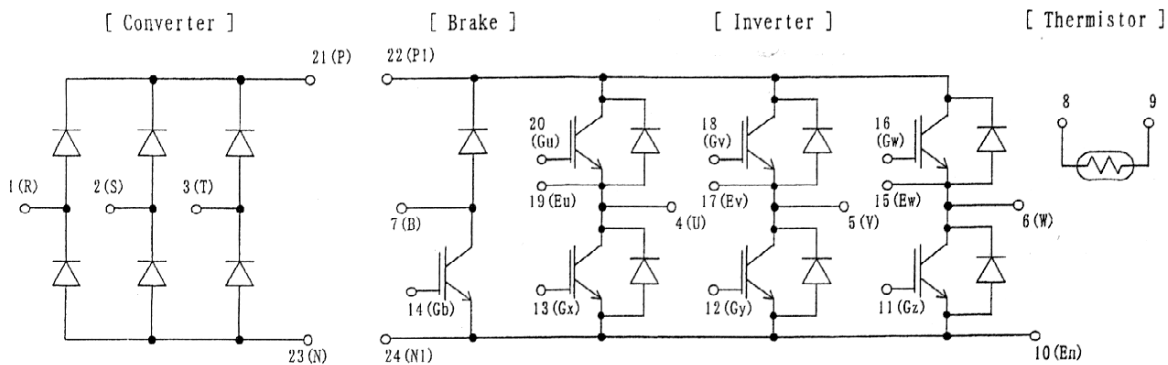 [ Converter ]
[ Brake ]
[ Inverter ]
[ Thermistor ]
21(P)
22(P1)
20
(Gu)
18
(Gv)
16
(Gw)
8
9
1(R)
2(S)
3(T)
19(Eu)
17(Ev)
15(Ew)
7(B)
4(U)
5(V)
6(W)
14(Gb)
13(Gx)
12(Gy)
11(Gz)
23(N)
24(N1)
10(En)